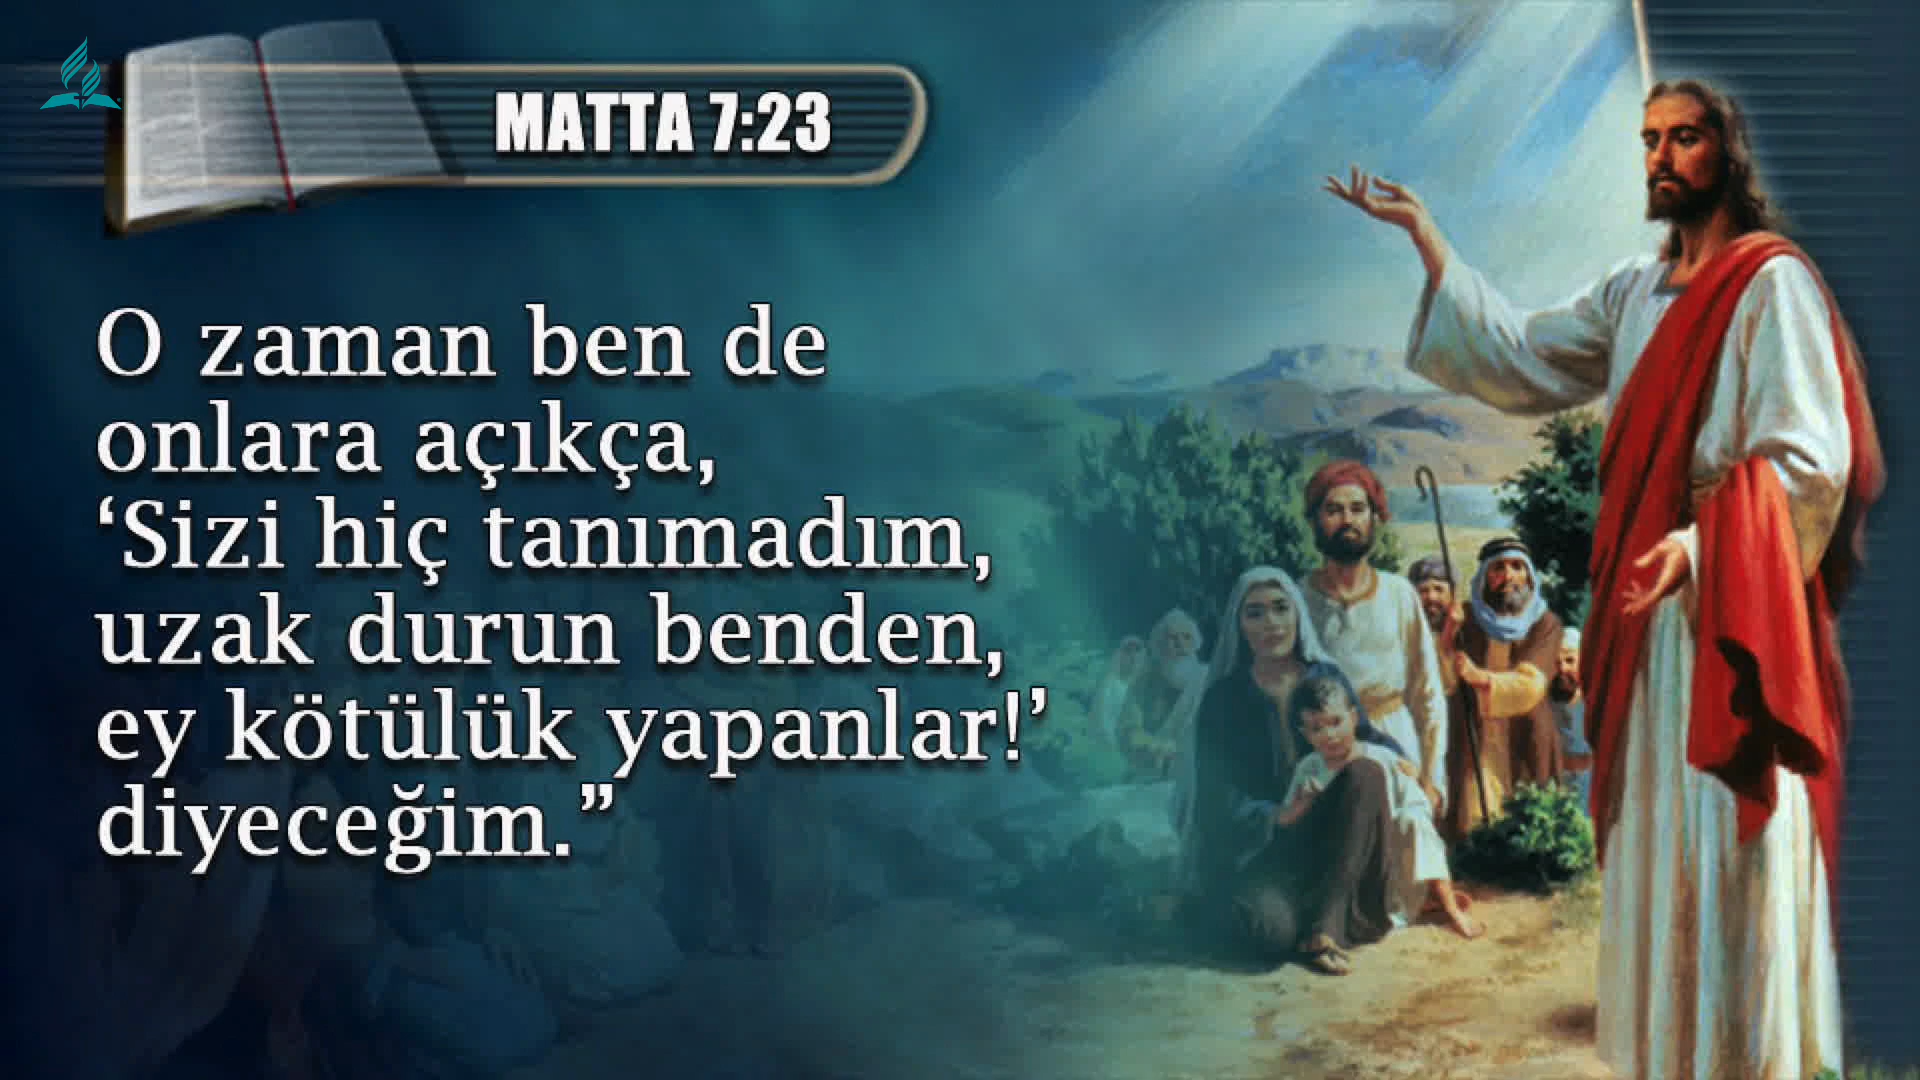 MATTA 7:23
O zaman ben de
onlara açıkça,
‘Sizi hiç tanımadım,
uzak durun benden,
ey kötülük yapanlar!’
diyeceğim.”